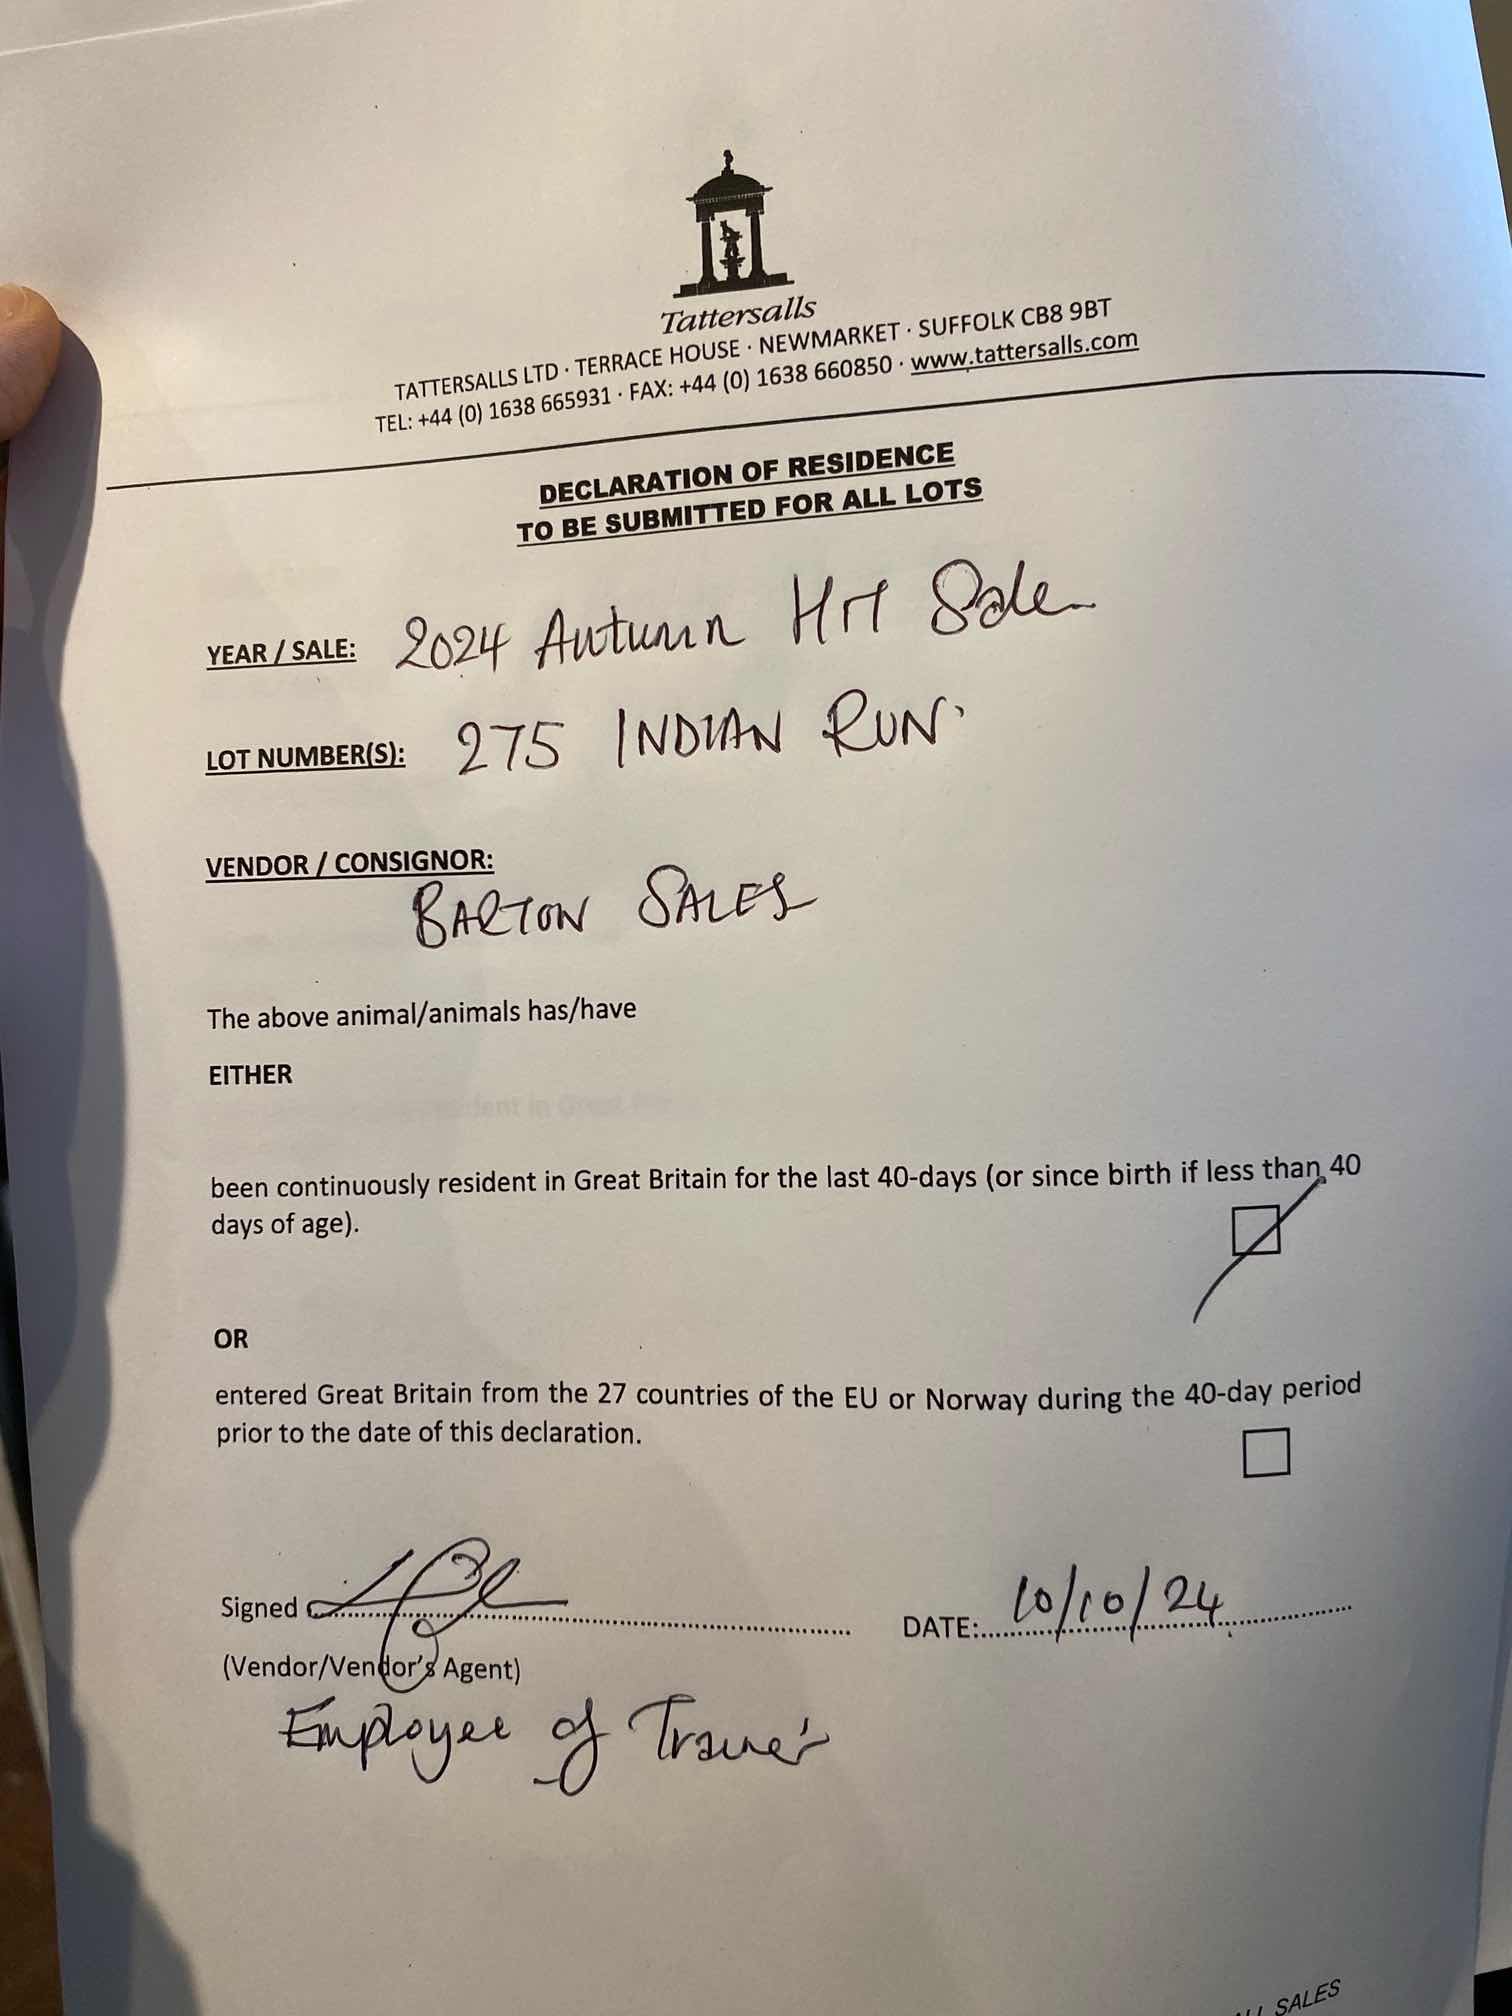 Tattersalls
TATTERSALLS LTD · TERRACE HOUSE · NEWMARKET · SUFFOLK CB8 9BT
TEL: +44 (0) 1638 665931 · FAX: +44 (0) 1638 660850 · www.tattersalls.com
DECLARATION OF RESIDENCE
TO BE SUBMITTED FOR ALL LOTS
YEAR / SALE: 2024 Autumn HIT Sale
LOT NUMBER(S): 275 INDIAN RUN
VENDOR / CONSIGNOR:
BARTON SALES
The above animal/animals has/have
EITHER
been continuously resident in Great Britain for the last 40-days (or since birth if less than 40
days of age).
OR
entered Great Britain from the 27 countries of the EU or Norway during the 40-day period
prior to the date of this declaration.
Signed
DATE: 10/10/24
(Vendor/Vendor's Agent)
Employee of Trainer
SALES